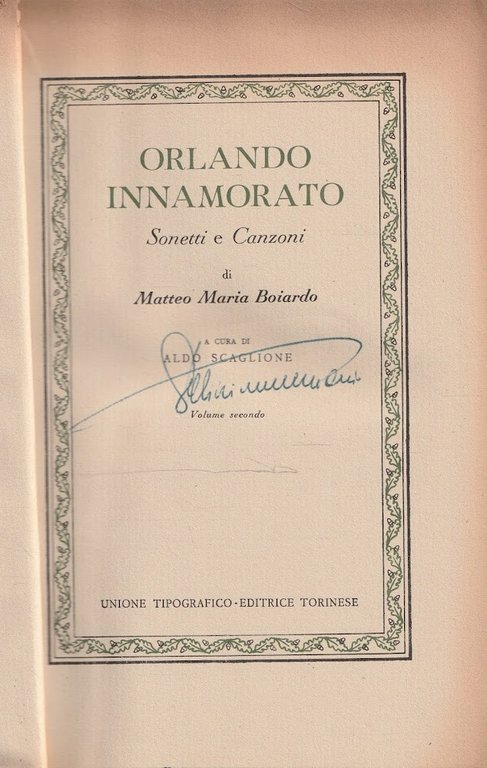 ORLANDO
INNAMORATO
Sonetti e Canzoni
di
Matteo Maria Boiardo
A CURA DI
ALDO SCAGLIONE
Volume secondo
UNIONE TIPOGRAFICO-EDITRICE TORINESE